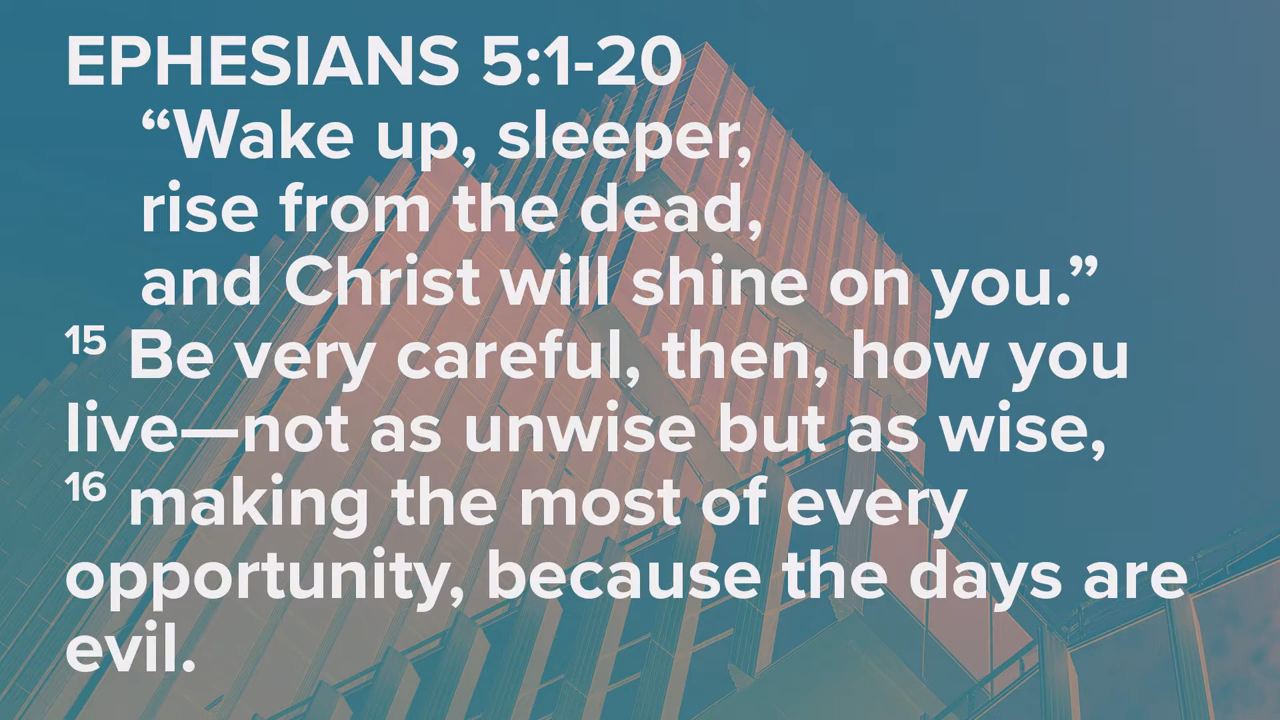 EPHESIANS 5:1-20
“Wake up, sleeper,
rise from the dead,
and Christ will shine on you.”
15 Be very careful, then, how you
live—not as unwise but as wise,
16 making the most of every
opportunity, because the days are
evil.